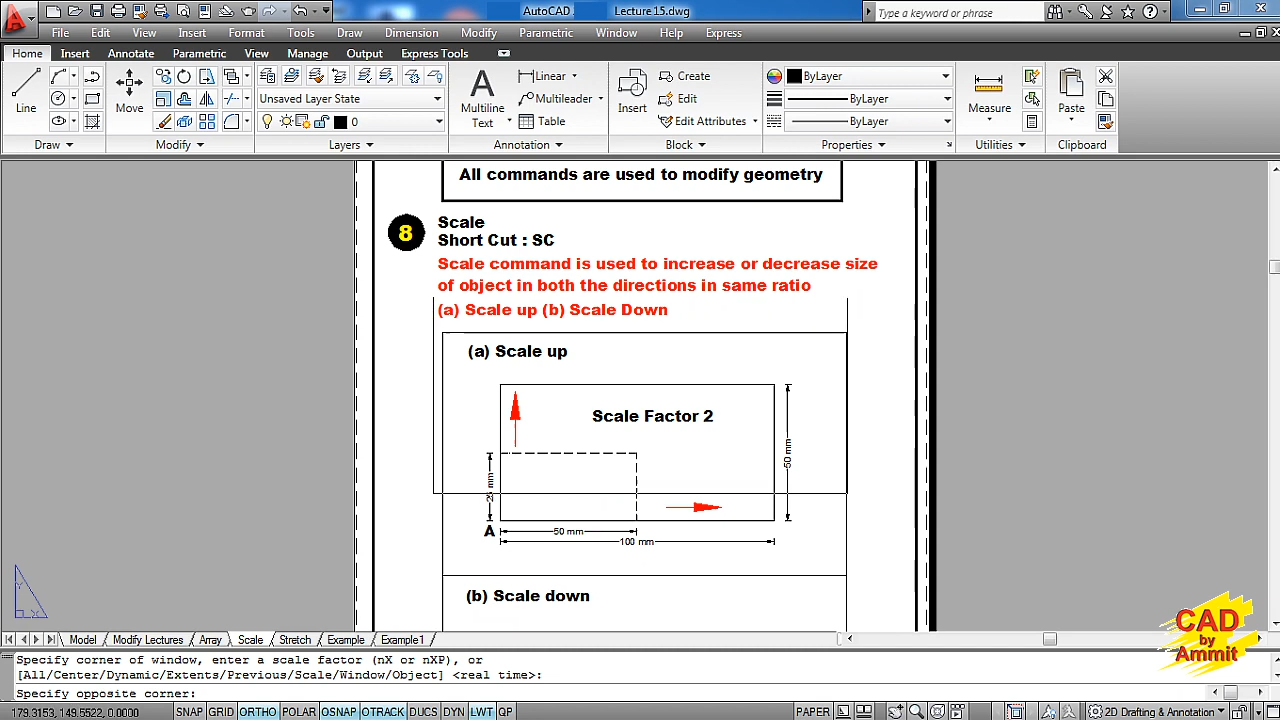 AutoCAD Lecture 15.dwg
Type a keyword or phrase
File Edit View Insert Format Tools Draw Dimension Modify Parametric Window Help Express
Home Insert Annotate Parametric View Manage Output Express Tools
Line Move Multiline Text Linear Multileader Table Insert Create Edit Edit Attributes ByLayer ByLayer ByLayer Measure Paste
Unsaved Layer State
0
Draw Modify Layers Annotation Block Properties Utilities Clipboard
All commands are used to modify geometry
8
Scale
Short Cut : SC
Scale command is used to increase or decrease size
of object in both the directions in same ratio
(a) Scale up (b) Scale Down
(a) Scale up
Scale Factor 2
50 mm
25 mm
A
50 mm
100 mm
(b) Scale down
Y
X
Model Modify Lectures Array Scale Stretch Example Example1
CAD
by
Ammit
Specify corner of window, enter a scale factor (nX or nXP), or
[All/Center/Dynamic/Extents/Previous/Scale/Window/Object] <real time>:
Specify opposite corner:
179.3153, 149.5522, 0.0000 SNAP GRID ORTHO POLAR OSNAP OTRACK DUCS DYN LWT QP PAPER 2D Drafting & Annotation